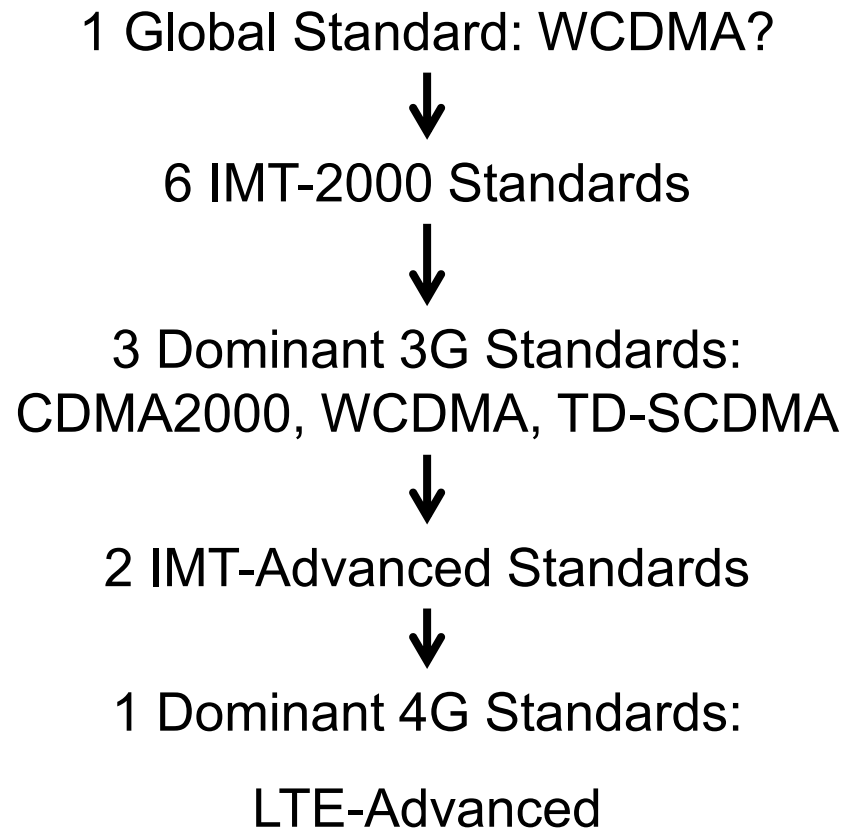 1 Global Standard: WCDMA?
6 IMT-2000 Standards
3 Dominant 3G Standards:
CDMA2000, WCDMA, TD-SCDMA
2 IMT-Advanced Standards
1 Dominant 4G Standards:
LTE-Advanced